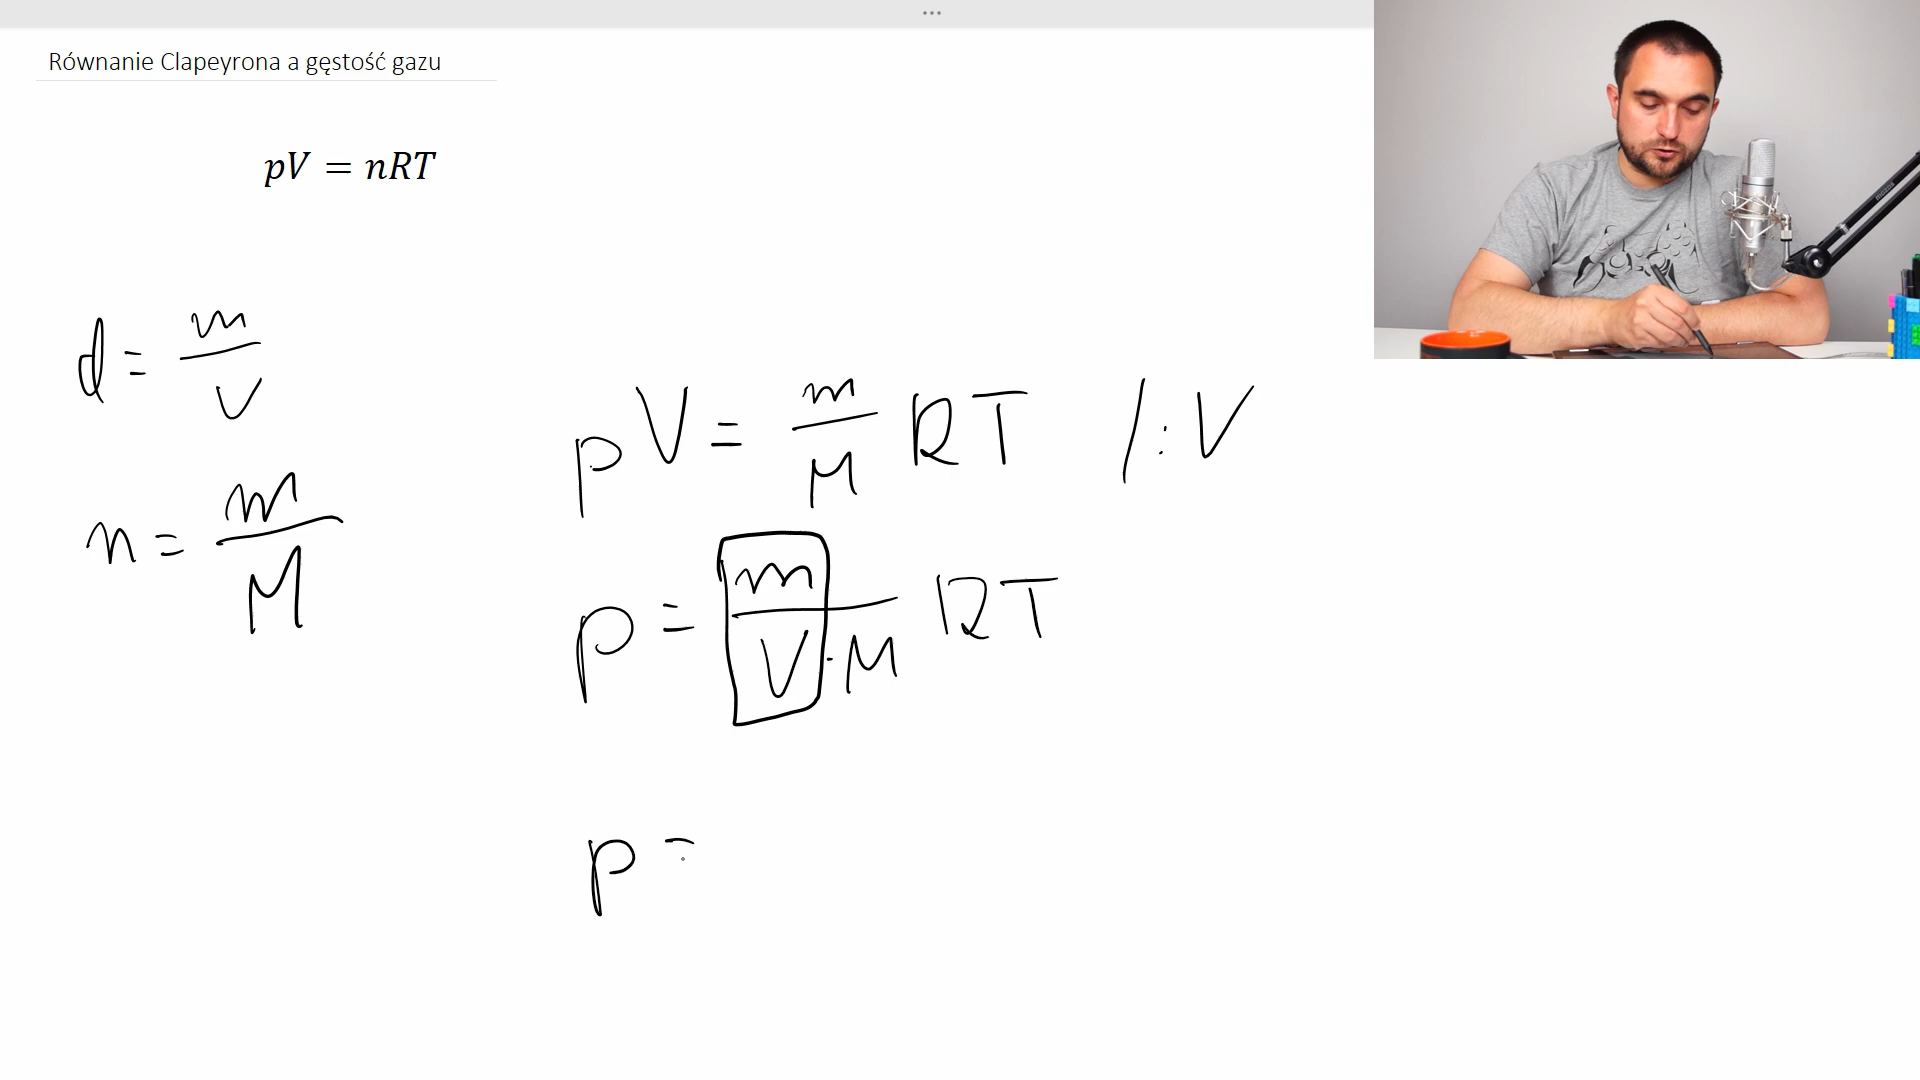 Równanie Clapeyrona a gęstość gazu
pV = nRT
d = m/V
n = m/M
pV = m/M RT /:V
p = m/V·M RT
p =